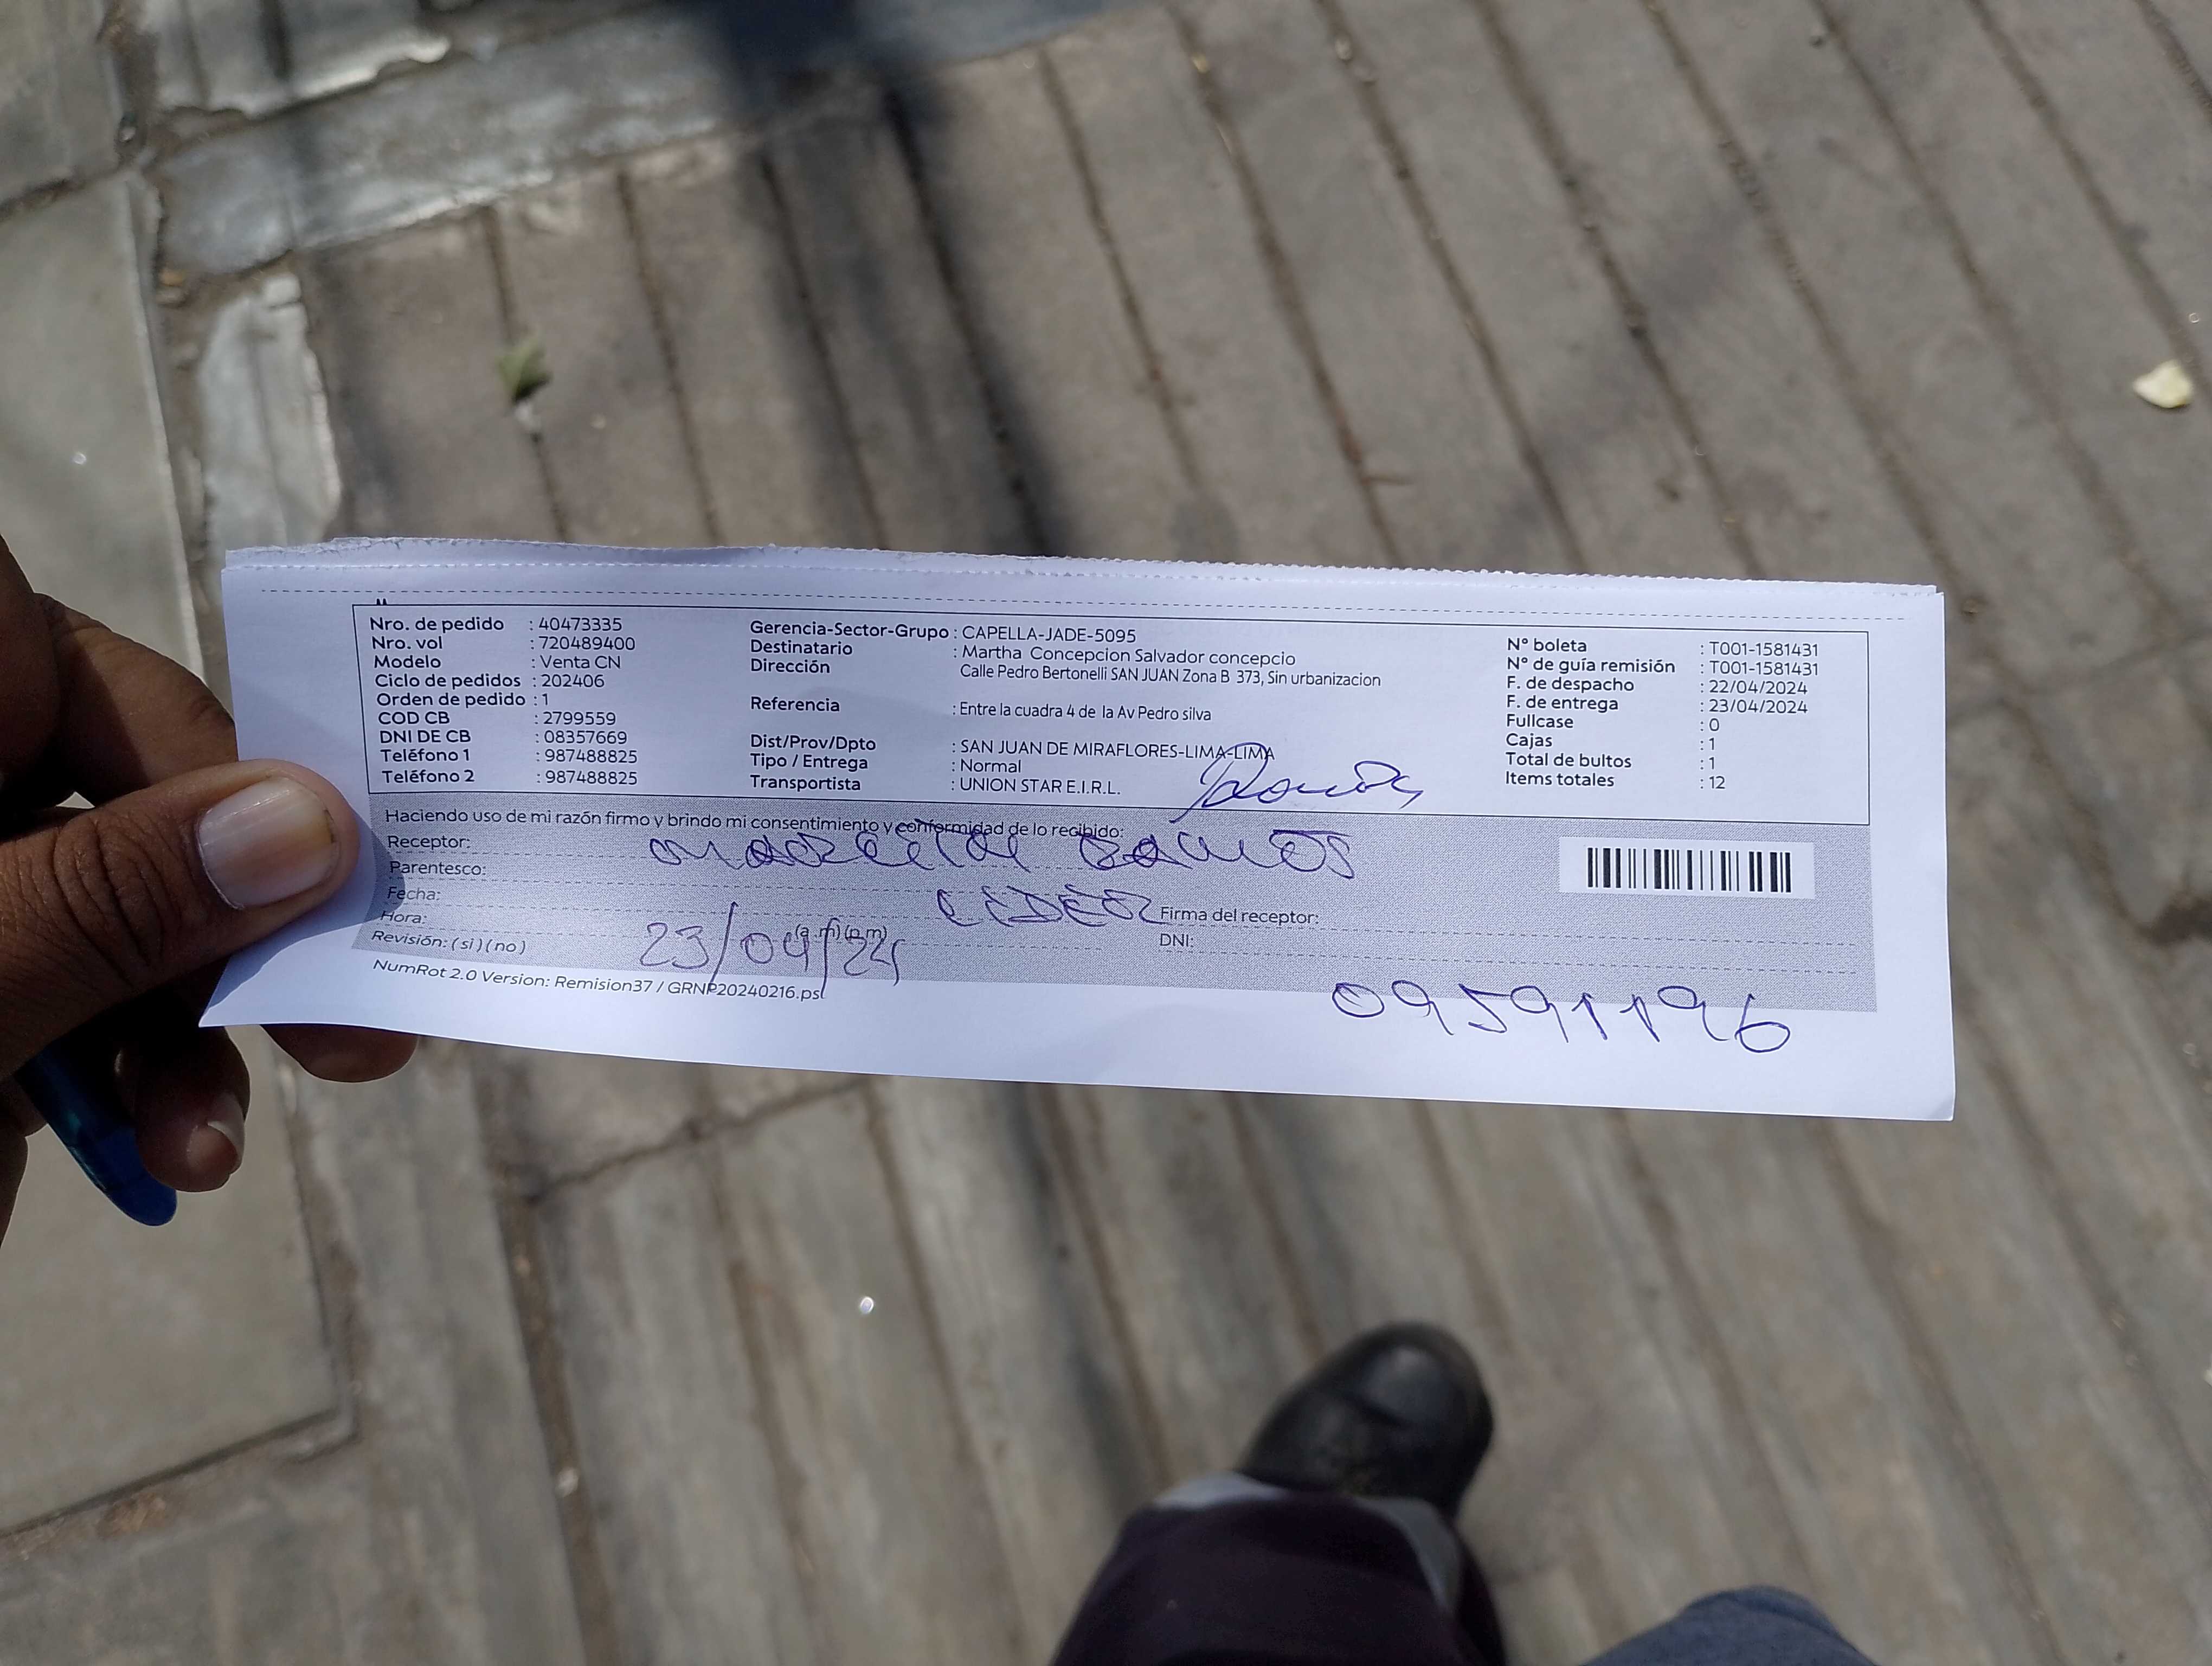 Nro. de pedido : 40473335
Nro. vol : 720489400
Modelo : Venta CN
Ciclo de pedidos : 202406
Orden de pedido : 1
COD CB : 2799559
DNI DE CB : 08357669
Teléfono 1 : 987488825
Teléfono 2 : 987488825
Gerencia-Sector-Grupo : CAPELLA-JADE-5095
Destinatario : Martha Concepcion Salvador concepcio
Dirección Calle Pedro Bertonelli SAN JUAN Zona B 373, Sin urbanizacion
Referencia : Entre la cuadra 4 de la Av Pedro silva
Dist/Prov/Dpto : SAN JUAN DE MIRAFLORES-LIMA-LIMA
Tipo / Entrega : Normal
Transportista : UNION STAR E.I.R.L.
N° boleta : T001-1581431
N° de guía remisión : T001-1581431
F. de despacho : 22/04/2024
F. de entrega : 23/04/2024
Fullcase : 0
Cajas : 1
Total de bultos : 1
Items totales : 12
Haciendo uso de mi razón firmo y brindo mi consentimiento y conformidad de lo recibido:
Receptor: Ramos
Parentesco:
Fecha: LIDER
Firma del receptor:
Hora: (a.m)(p.m)
23/04/24
DNI:
Revisión: (si) (no)
09591196
NumRot 2.0 Version: Remision37 / GRNP20240216.psl